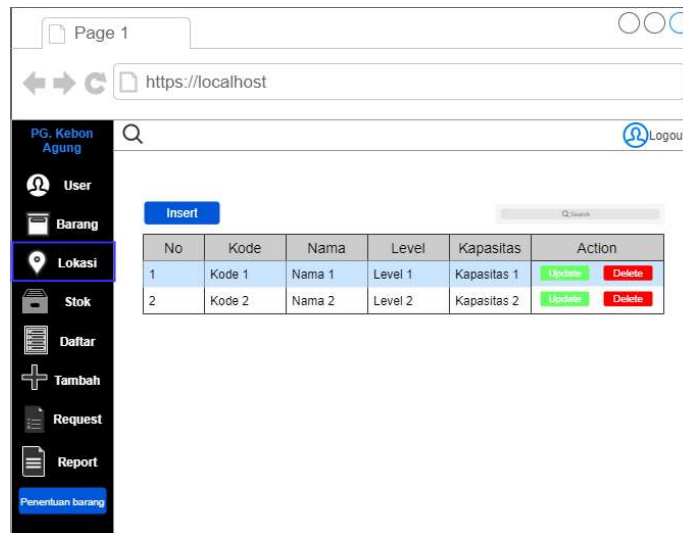 Page 1
https://localhost
PG. Kebon
Agung
Logou
User
Barang
Lokasi
Stok
Daftar
Tambah
Request
Report
Penentuan barang
Insert
Search
No Kode Nama Level Kapasitas Action
1 Kode 1 Nama 1 Level 1 Kapasitas 1 Update Delete
2 Kode 2 Nama 2 Level 2 Kapasitas 2 Update Delete